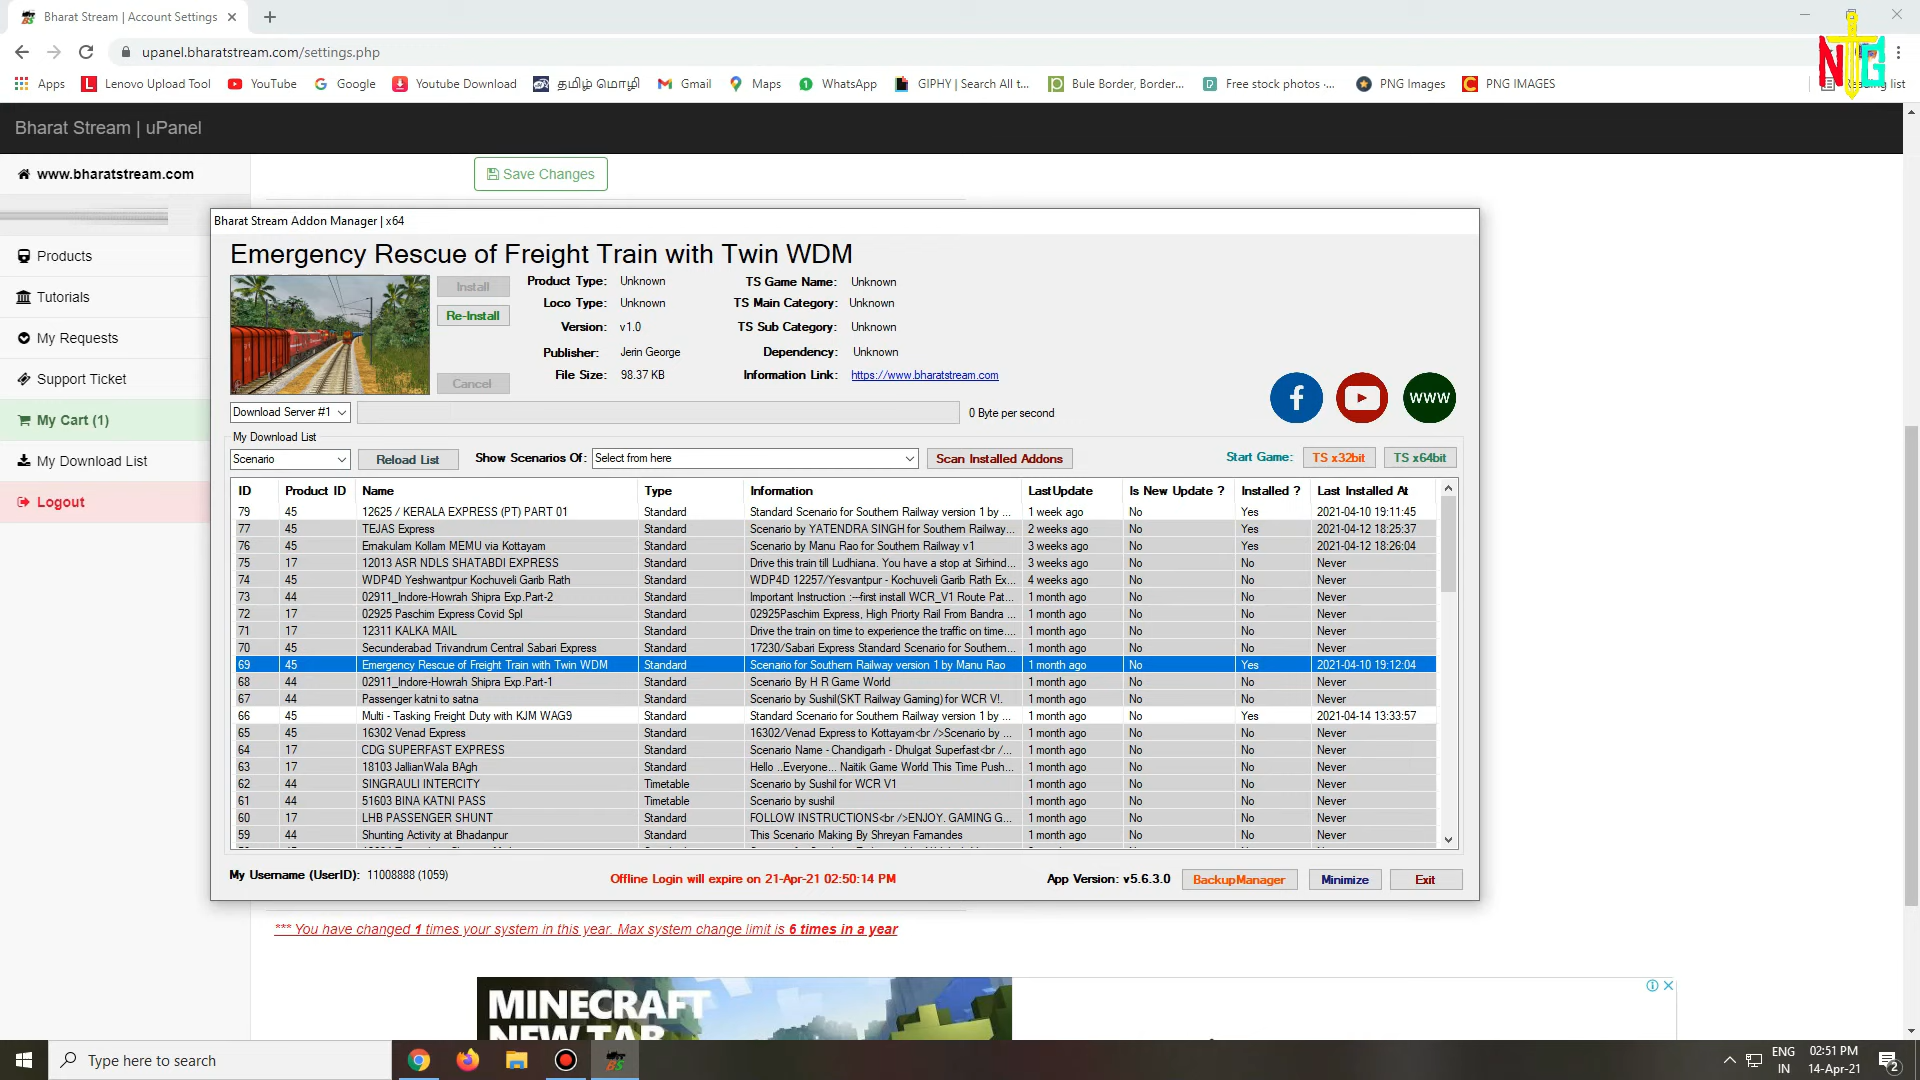 Bharat Stream | Account Settings
upanel.bharatstream.com/settings.php
Apps
Lenovo Upload Tool
YouTube
Google
Youtube Download
தமிழ் மொழி
Gmail
Maps
WhatsApp
GIPHY | Search All t...
Bule Border, Border...
Free stock photos ·...
PNG Images
PNG IMAGES
NTG
Bharat Stream | uPanel
www.bharatstream.com
Save Changes
Products
Tutorials
My Requests
Support Ticket
My Cart (1)
My Download List
Logout
Bharat Stream Addon Manager | x64
Emergency Rescue of Freight Train with Twin WDM
Install
Re-Install
Cancel
Product Type: Unknown
Loco Type: Unknown
Version: v1.0
Publisher: Jerin George
File Size: 98.37 KB
TS Game Name: Unknown
TS Main Category: Unknown
TS Sub Category: Unknown
Dependency: Unknown
Information Link: https://www.bharatstream.com
WWW
Download Server #1
0 Byte per second
My Download List
Scenario
Reload List
Show Scenarios Of: Select from here
Scan Installed Addons
Start Game: TS x32bit TS x64bit
ID Product ID Name Type Information LastUpdate Is New Update ? Installed ? Last Installed At
79 45 12625 / KERALA EXPRESS (PT) PART 01 Standard Standard Scenario for Southern Railway version 1 by ... 1 week ago No Yes 2021-04-10 19:11:45
77 45 TEJAS Express Standard Scenario by YATENDRA SINGH for Southern Railway... 2 weeks ago No Yes 2021-04-12 18:25:37
76 45 Ernakulam Kollam MEMU via Kottayam Standard Scenario by Manu Rao for Southern Railway v1 3 weeks ago No Yes 2021-04-12 18:26:04
75 17 12013 ASR NDLS SHATABDI EXPRESS Standard Drive this train till Ludhiana. You have a stop at Sirhind... 3 weeks ago No No Never
74 45 WDP4D Yeshwantpur Kochuveli Garib Rath Standard WDP4D 12257/Yesvantpur - Kochuveli Garib Rath Ex... 4 weeks ago No No Never
73 44 02911_Indore-Howrah Shipra Exp.Part-2 Standard Important Instruction :--first install WCR_V1 Route Pat... 1 month ago No No Never
72 17 02925 Paschim Express Covid Spl Standard 02925Paschim Express, High Priorty Rail From Bandra ... 1 month ago No No Never
71 17 12311 KALKA MAIL Standard Drive the train on time to experience the traffic on time.... 1 month ago No No Never
70 45 Secunderabad Trivandrum Central Sabari Express Standard 17230/Sabari Express Standard Scenario for Southern... 1 month ago No No Never
69 45 Emergency Rescue of Freight Train with Twin WDM Standard Scenario for Southern Railway version 1 by Manu Rao 1 month ago No Yes 2021-04-10 19:12:04
68 44 02911_Indore-Howrah Shipra Exp.Part-1 Standard Scenario By H R Game World 1 month ago No No Never
67 44 Passenger katni to satna Standard Scenario by Sushil(SKT Railway Gaming) for WCR V!. 1 month ago No No Never
66 45 Multi - Tasking Freight Duty with KJM WAG9 Standard Standard Scenario for Southern Railway version 1 by ... 1 month ago No Yes 2021-04-14 13:33:57
65 45 16302 Venad Express Standard 16302/Venad Express to Kottayam<br />Scenario by ... 1 month ago No No Never
64 17 CDG SUPERFAST EXPRESS Standard Scenario Name - Chandigarh - Dhulgat Superfast<br /... 1 month ago No No Never
63 17 18103 JallianWala BAgh Standard Hello ..Everyone... Naitik Game World This Time Push... 1 month ago No No Never
62 44 SINGRAULI INTERCITY Timetable Scenario by Sushil for WCR V1 1 month ago No No Never
61 44 51603 BINA KATNI PASS Timetable Scenario by sushil 1 month ago No No Never
60 17 LHB PASSENGER SHUNT Standard FOLLOW INSTRUCTIONS<br />ENJOY. GAMING G... 1 month ago No No Never
59 44 Shunting Activity at Bhadanpur Standard This Scenario Making By Shreyan Farnandes 1 month ago No No Never
My Username (UserID): 11008888 (1059)
Offline Login will expire on 21-Apr-21 02:50:14 PM
App Version: v5.6.3.0
BackupManager
Minimize
Exit
*** You have changed 1 times your system in this year. Max system change limit is 6 times in a year
MINECRAFT
NEW TAB
Type here to search
ENG
IN
02:51 PM
14-Apr-21
2